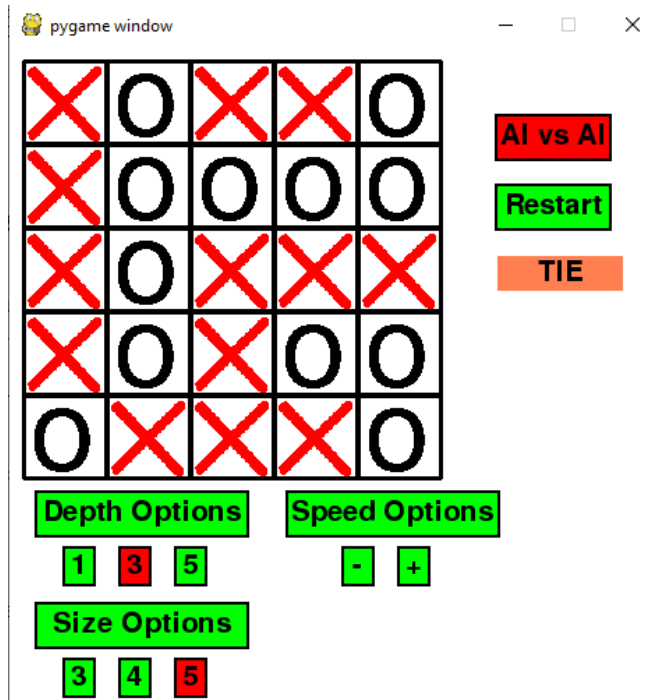 pygame window
X O X X O
X O O O O
X O X X X
X O X O O
O X X X O
AI vs AI
Restart
TIE
Depth Options
1 3 5
Speed Options
- +
Size Options
3 4 5